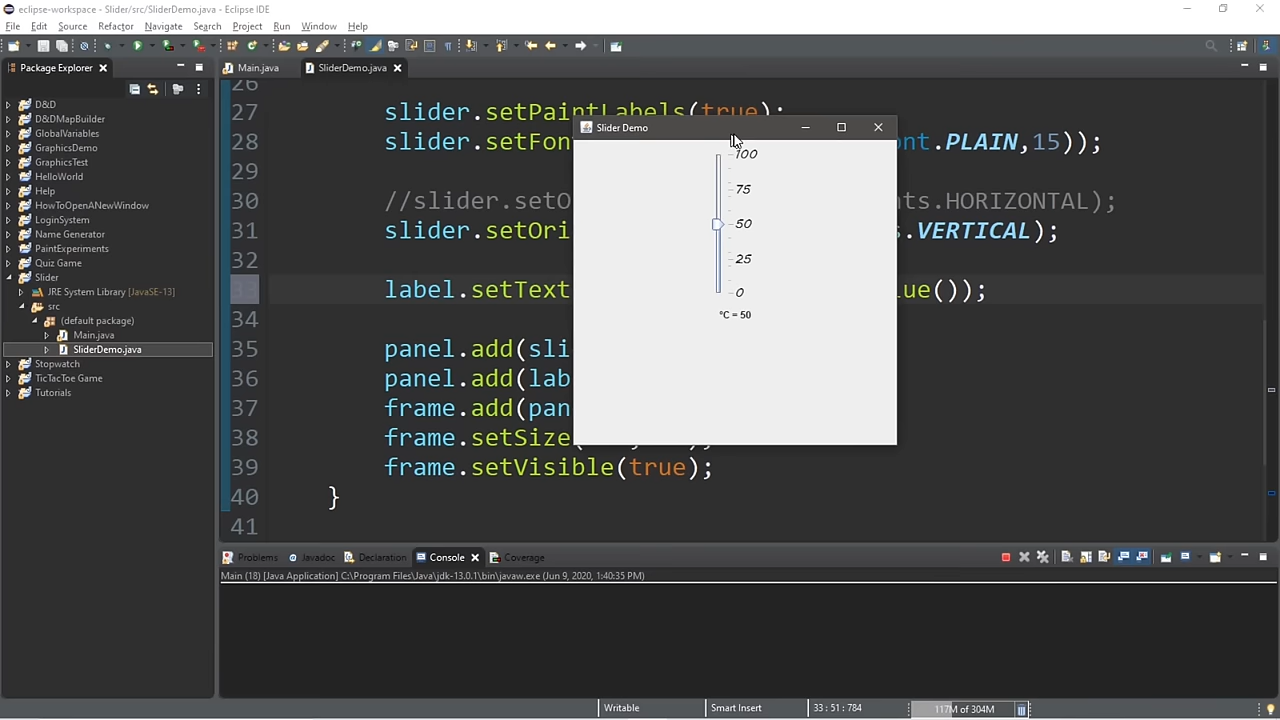 eclipse-workspace - Slider/src/SliderDemo.java - Eclipse IDE
File Edit Source Refactor Navigate Search Project Run Window Help
Package Explorer
D&D
D&DMapBuilder
GlobalVariables
GraphicsDemo
GraphicsTest
HelloWorld
Help
HowToOpenANewWindow
LoginSystem
Name Generator
PaintExperiments
Quiz Game
Slider
JRE System Library [JavaSE-13]
src
(default package)
Main.java
SliderDemo.java
Stopwatch
TicTacToe Game
Tutorials
Main.java SliderDemo.java
26
27 slider.setPaintLabels(true);
28 slider.setFon ont.PLAIN,15));
29
30 //slider.setO nts.HORIZONTAL);
31 slider.setOri s.VERTICAL);
32
33 label.setText ue());
34
35 panel.add(sli
36 panel.add(lab
37 frame.add(pan
38 frame.setSize(
39 frame.setVisible(true);
40 }
41
Slider Demo
100
75
50
25
0
°C = 50
Problems Javadoc Declaration Console Coverage
Main (18) [Java Application] C:\Program Files\Java\jdk-13.0.1\bin\javaw.exe (Jun 9, 2020, 1:40:35 PM)
Writable Smart Insert 33 : 51 : 784 117M of 304M